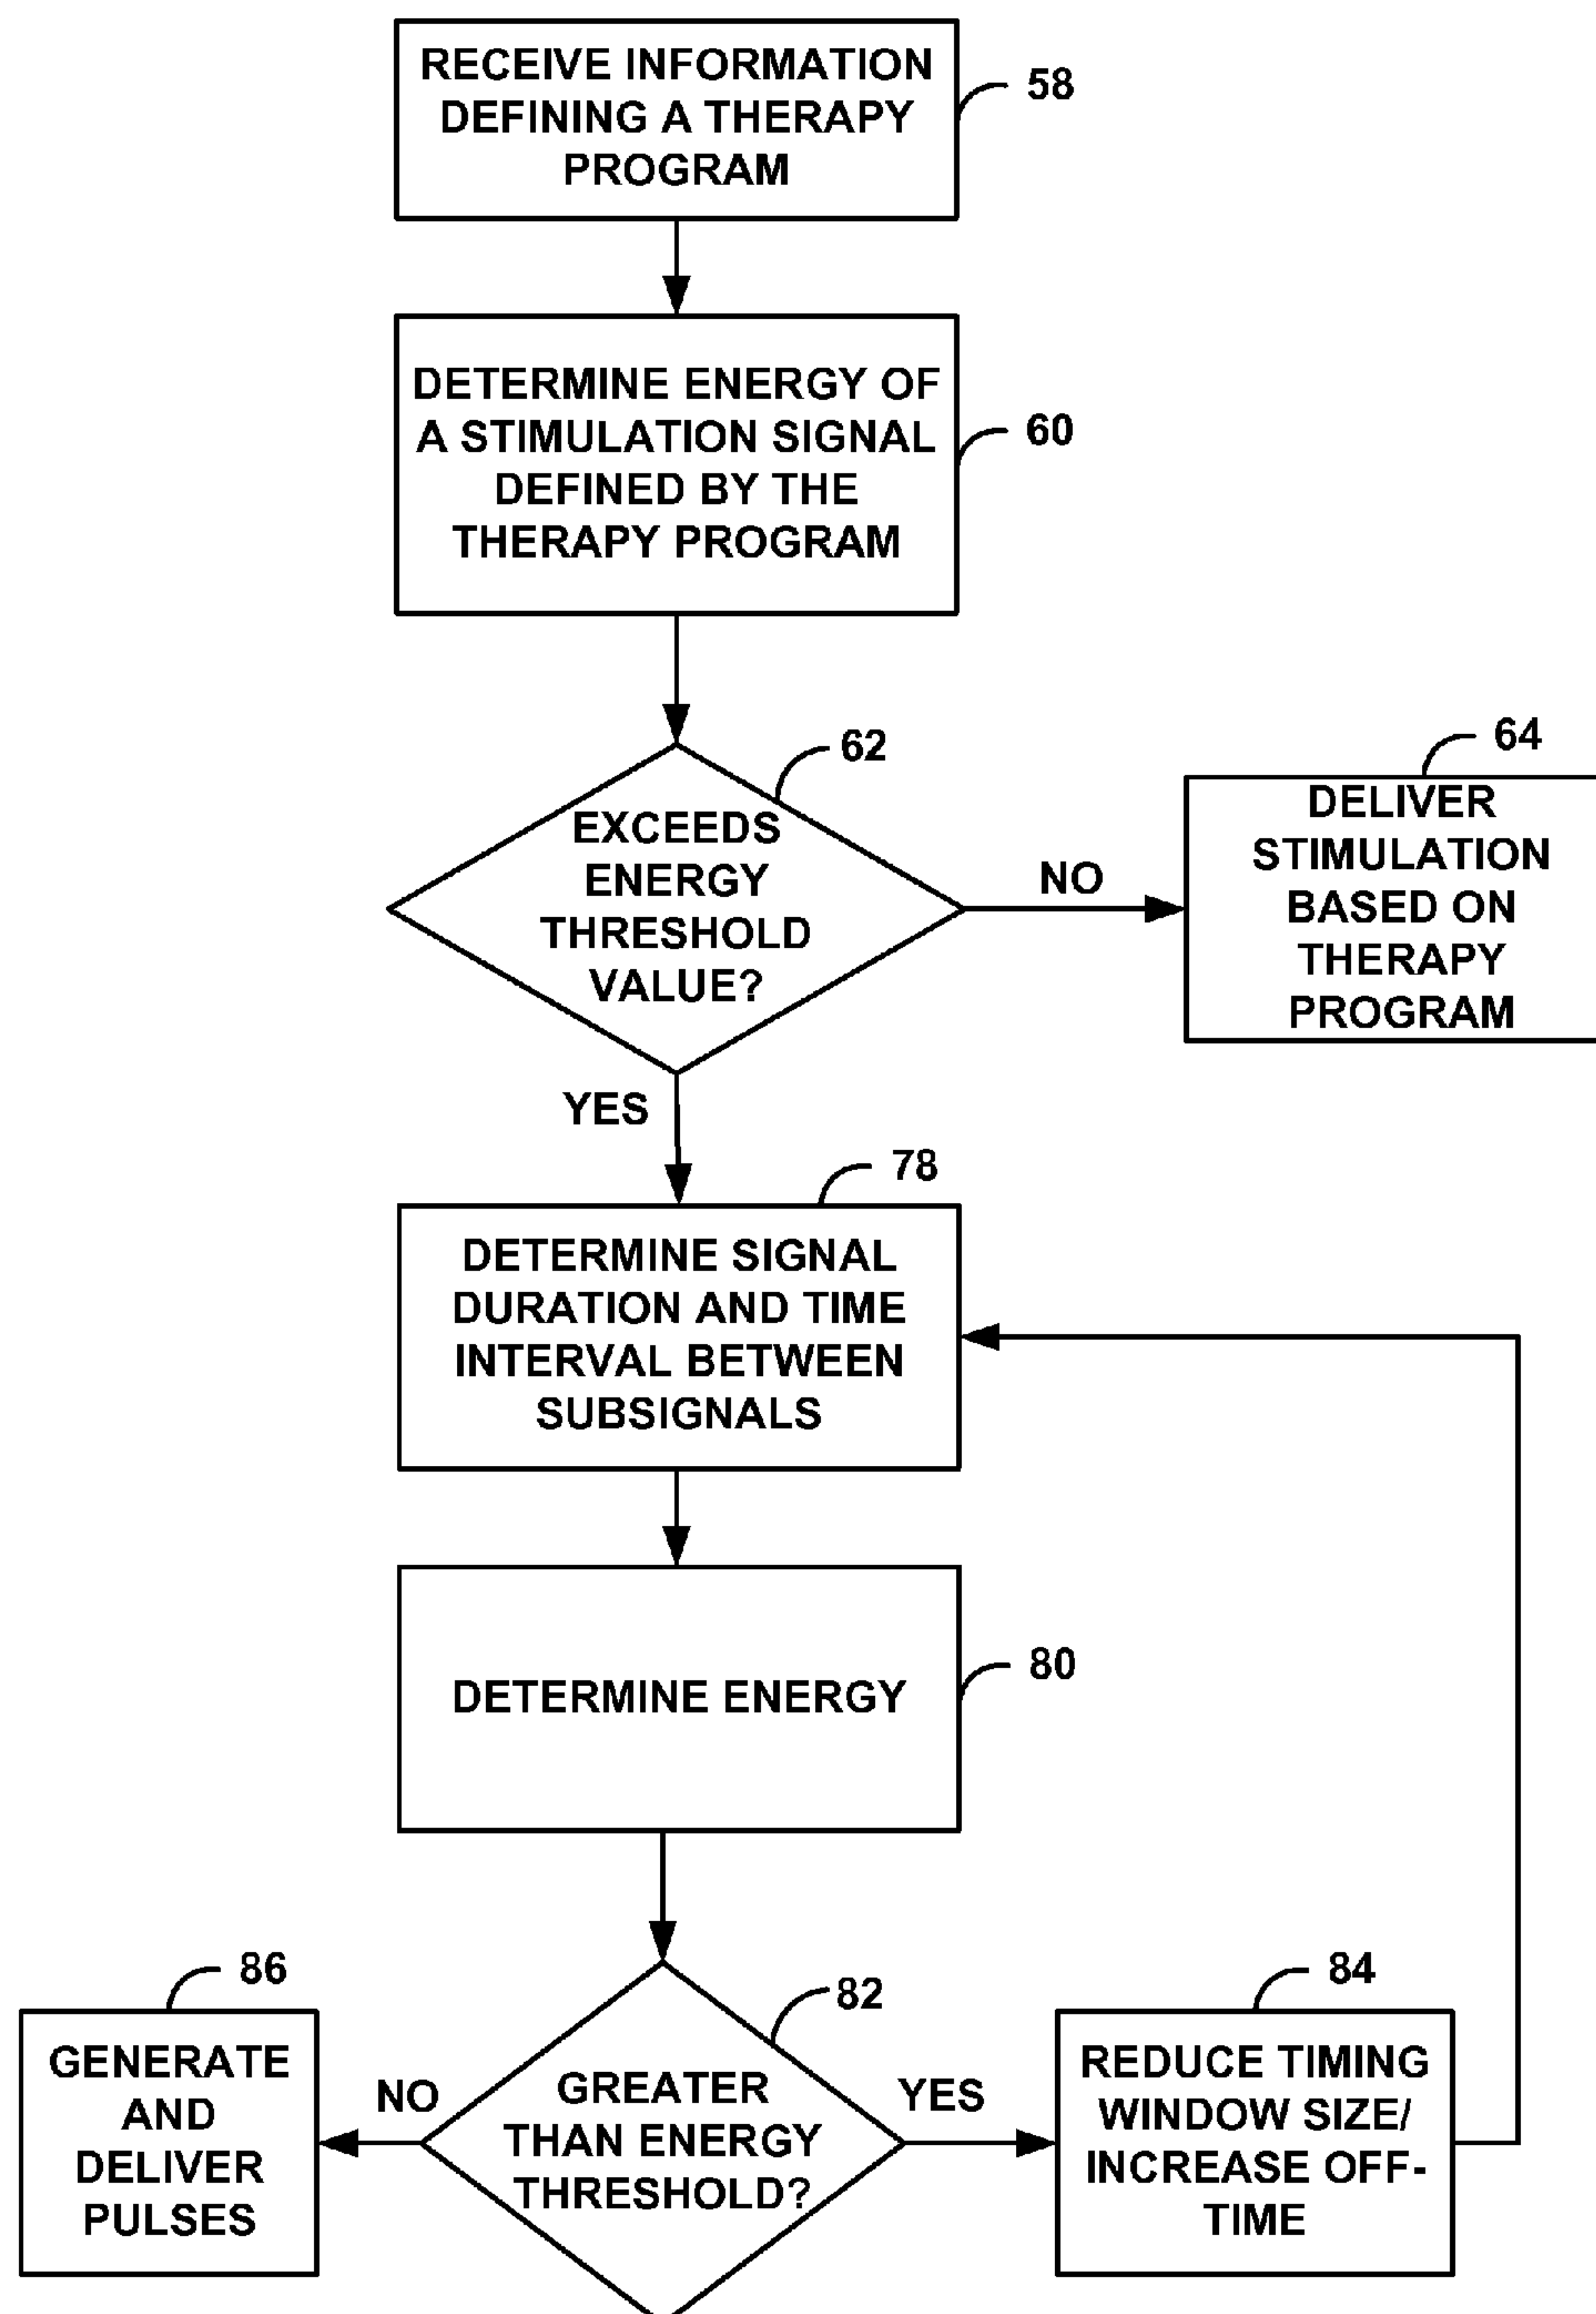 RECEIVE INFORMATION
DEFINING A THERAPY
PROGRAM
58
DETERMINE ENERGY OF
A STIMULATION SIGNAL
DEFINED BY THE
THERAPY PROGRAM
60
62
EXCEEDS
ENERGY
THRESHOLD
VALUE?
NO
64
DELIVER
STIMULATION
BASED ON
THERAPY
PROGRAM
YES
78
DETERMINE SIGNAL
DURATION AND TIME
INTERVAL BETWEEN
SUBSIGNALS
DETERMINE ENERGY
80
82
GREATER
THAN ENERGY
THRESHOLD?
NO
86
GENERATE
AND
DELIVER
PULSES
YES
84
REDUCE TIMING
WINDOW SIZE/
INCREASE OFF-
TIME